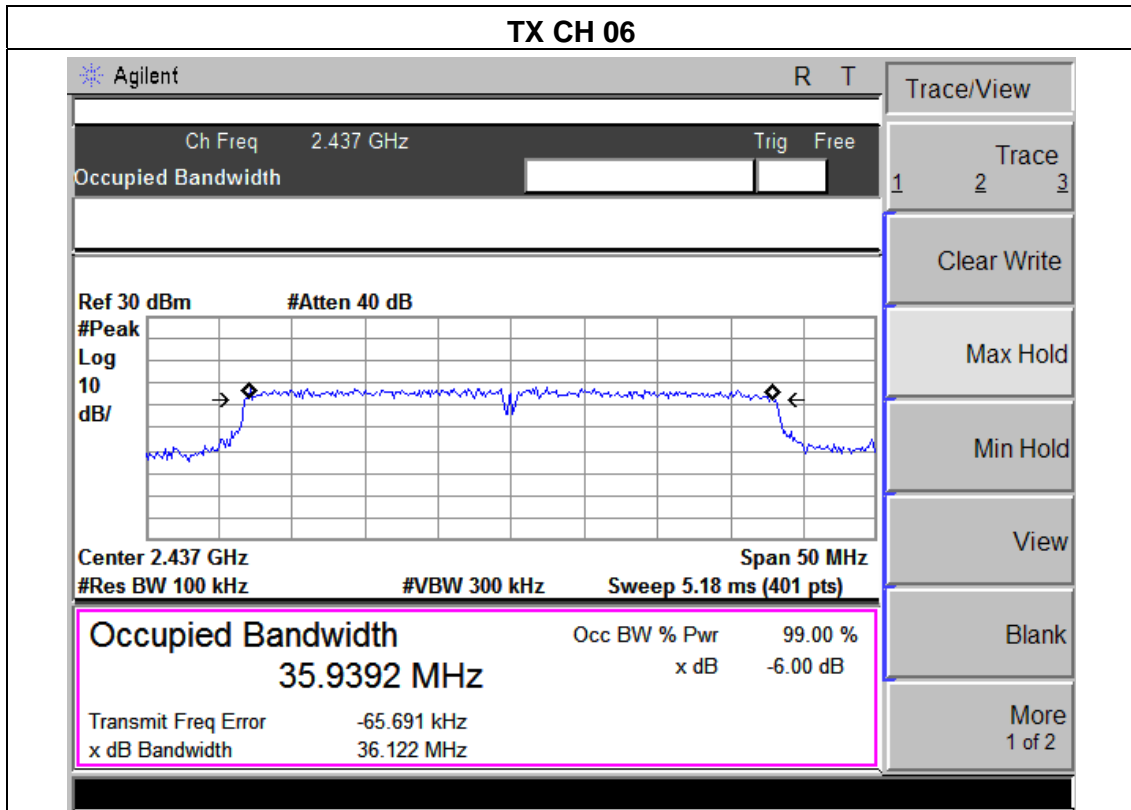 TX CH 06
Agilent R T
Trace/View
Ch Freq 2.437 GHz Trig Free
Occupied Bandwidth
Trace
1 2 3
Clear Write
Ref 30 dBm #Atten 40 dB
#Peak
Log
10
dB/
Max Hold
Min Hold
View
Center 2.437 GHz Span 50 MHz
#Res BW 100 kHz #VBW 300 kHz Sweep 5.18 ms (401 pts)
Occupied Bandwidth Occ BW % Pwr 99.00 %
35.9392 MHz x dB -6.00 dB
Blank
Transmit Freq Error -65.691 kHz
x dB Bandwidth 36.122 MHz
More
1 of 2